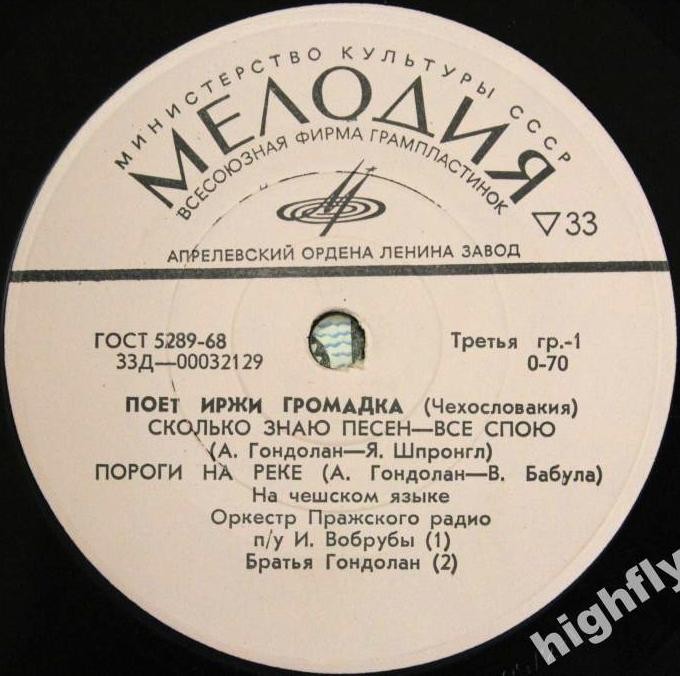 МИНИСТЕРСТВО КУЛЬТУРЫ СССР
МЕЛОДИЯ
ВСЕСОЮЗНАЯ ФИРМА ГРАМПЛАСТИНОК
▽33
АПРЕЛЕВСКИЙ ОРДЕНА ЛЕНИНА ЗАВОД
ГОСТ 5289-68 Третья гр.-1
33Д—00032129 0-70
ПОЕТ ИРЖИ ГРОМАДКА (Чехословакия)
СКОЛЬКО ЗНАЮ ПЕСЕН—ВСЕ СПОЮ
(А. Гондолан—Я. Шпронгл)
ПОРОГИ НА РЕКЕ (А. Гондолан—В. Бабула)
На чешском языке
Оркестр Пражского радио
п/у И. Вобрубы (1)
Братья Гондолан (2)
highfly